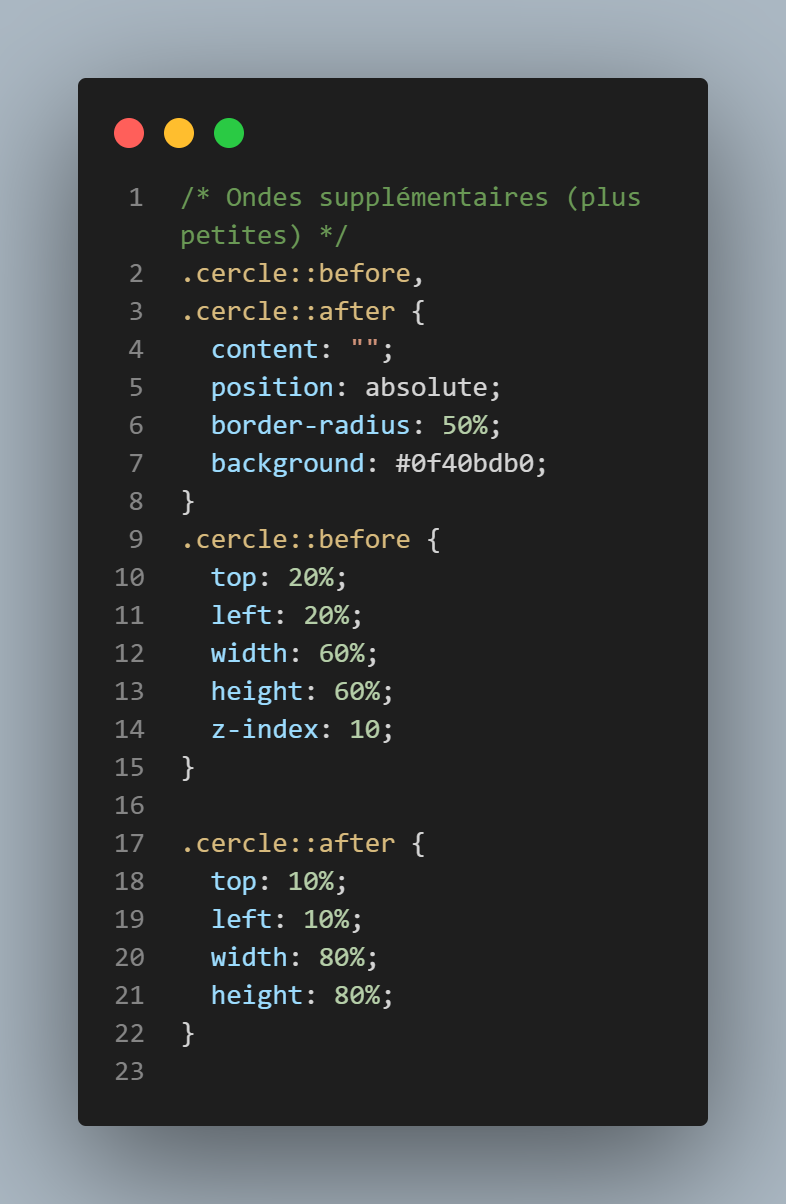 1 /* Ondes supplémentaires (plus
petites) */
2 .cercle::before,
3 .cercle::after {
4   content: "";
5   position: absolute;
6   border-radius: 50%;
7   background: #0f40bdb0;
8 }
9 .cercle::before {
10   top: 20%;
11   left: 20%;
12   width: 60%;
13   height: 60%;
14   z-index: 10;
15 }
16
17 .cercle::after {
18   top: 10%;
19   left: 10%;
20   width: 80%;
21   height: 80%;
22 }
23